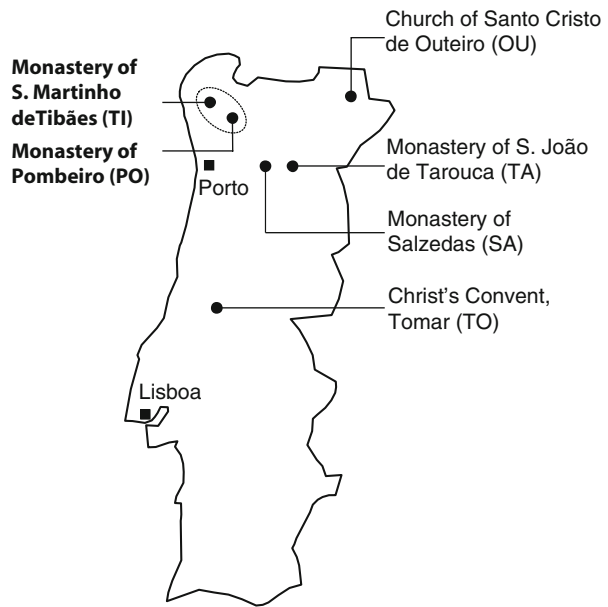 Church of Santo Cristo
de Outeiro (OU)
Monastery of
S. Martinho
deTibães (TI)
Monastery of
Pombeiro (PO)
Porto
Monastery of S. João
de Tarouca (TA)
Monastery of
Salzedas (SA)
Christ's Convent,
Tomar (TO)
Lisboa